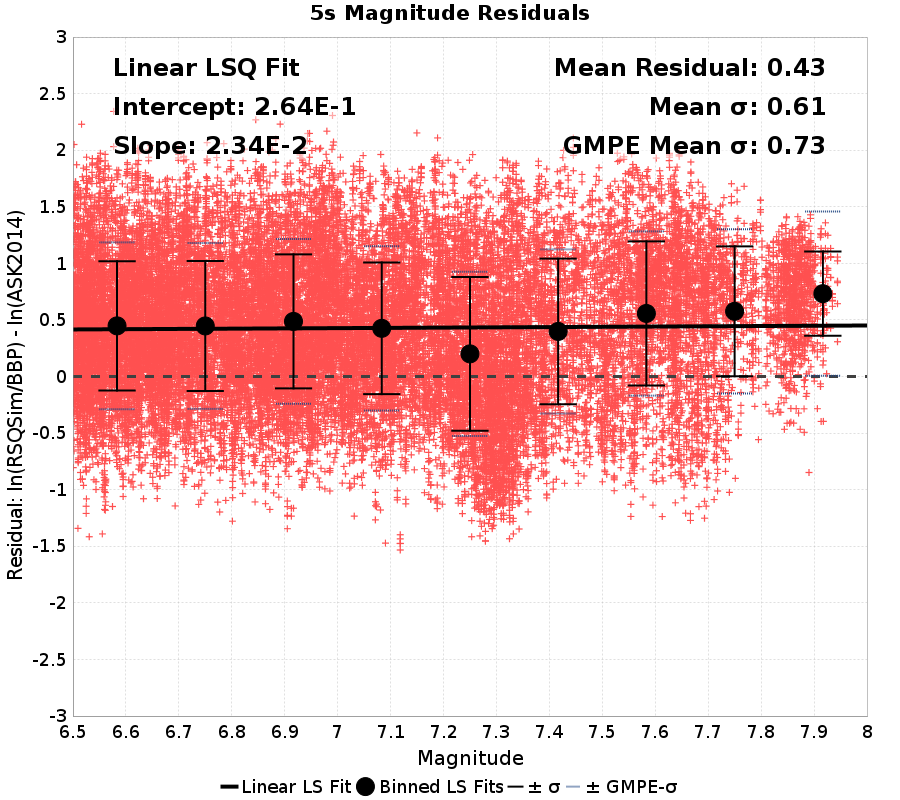 5s Magnitude Residuals
Linear LSQ Fit
Intercept: 2.64E-1
Slope: 2.34E-2
Mean Residual: 0.43
Mean σ: 0.61
GMPE Mean σ: 0.73
Residual: ln(RSQSim/BBP) - ln(ASK2014)
3
2.5
2
1.5
1
0.5
0
-0.5
-1
-1.5
-2
-2.5
-3
6.5 6.6 6.7 6.8 6.9 7 7.1 7.2 7.3 7.4 7.5 7.6 7.7 7.8 7.9 8
Magnitude
Linear LS Fit Binned LS Fits ± σ ± GMPE-σ